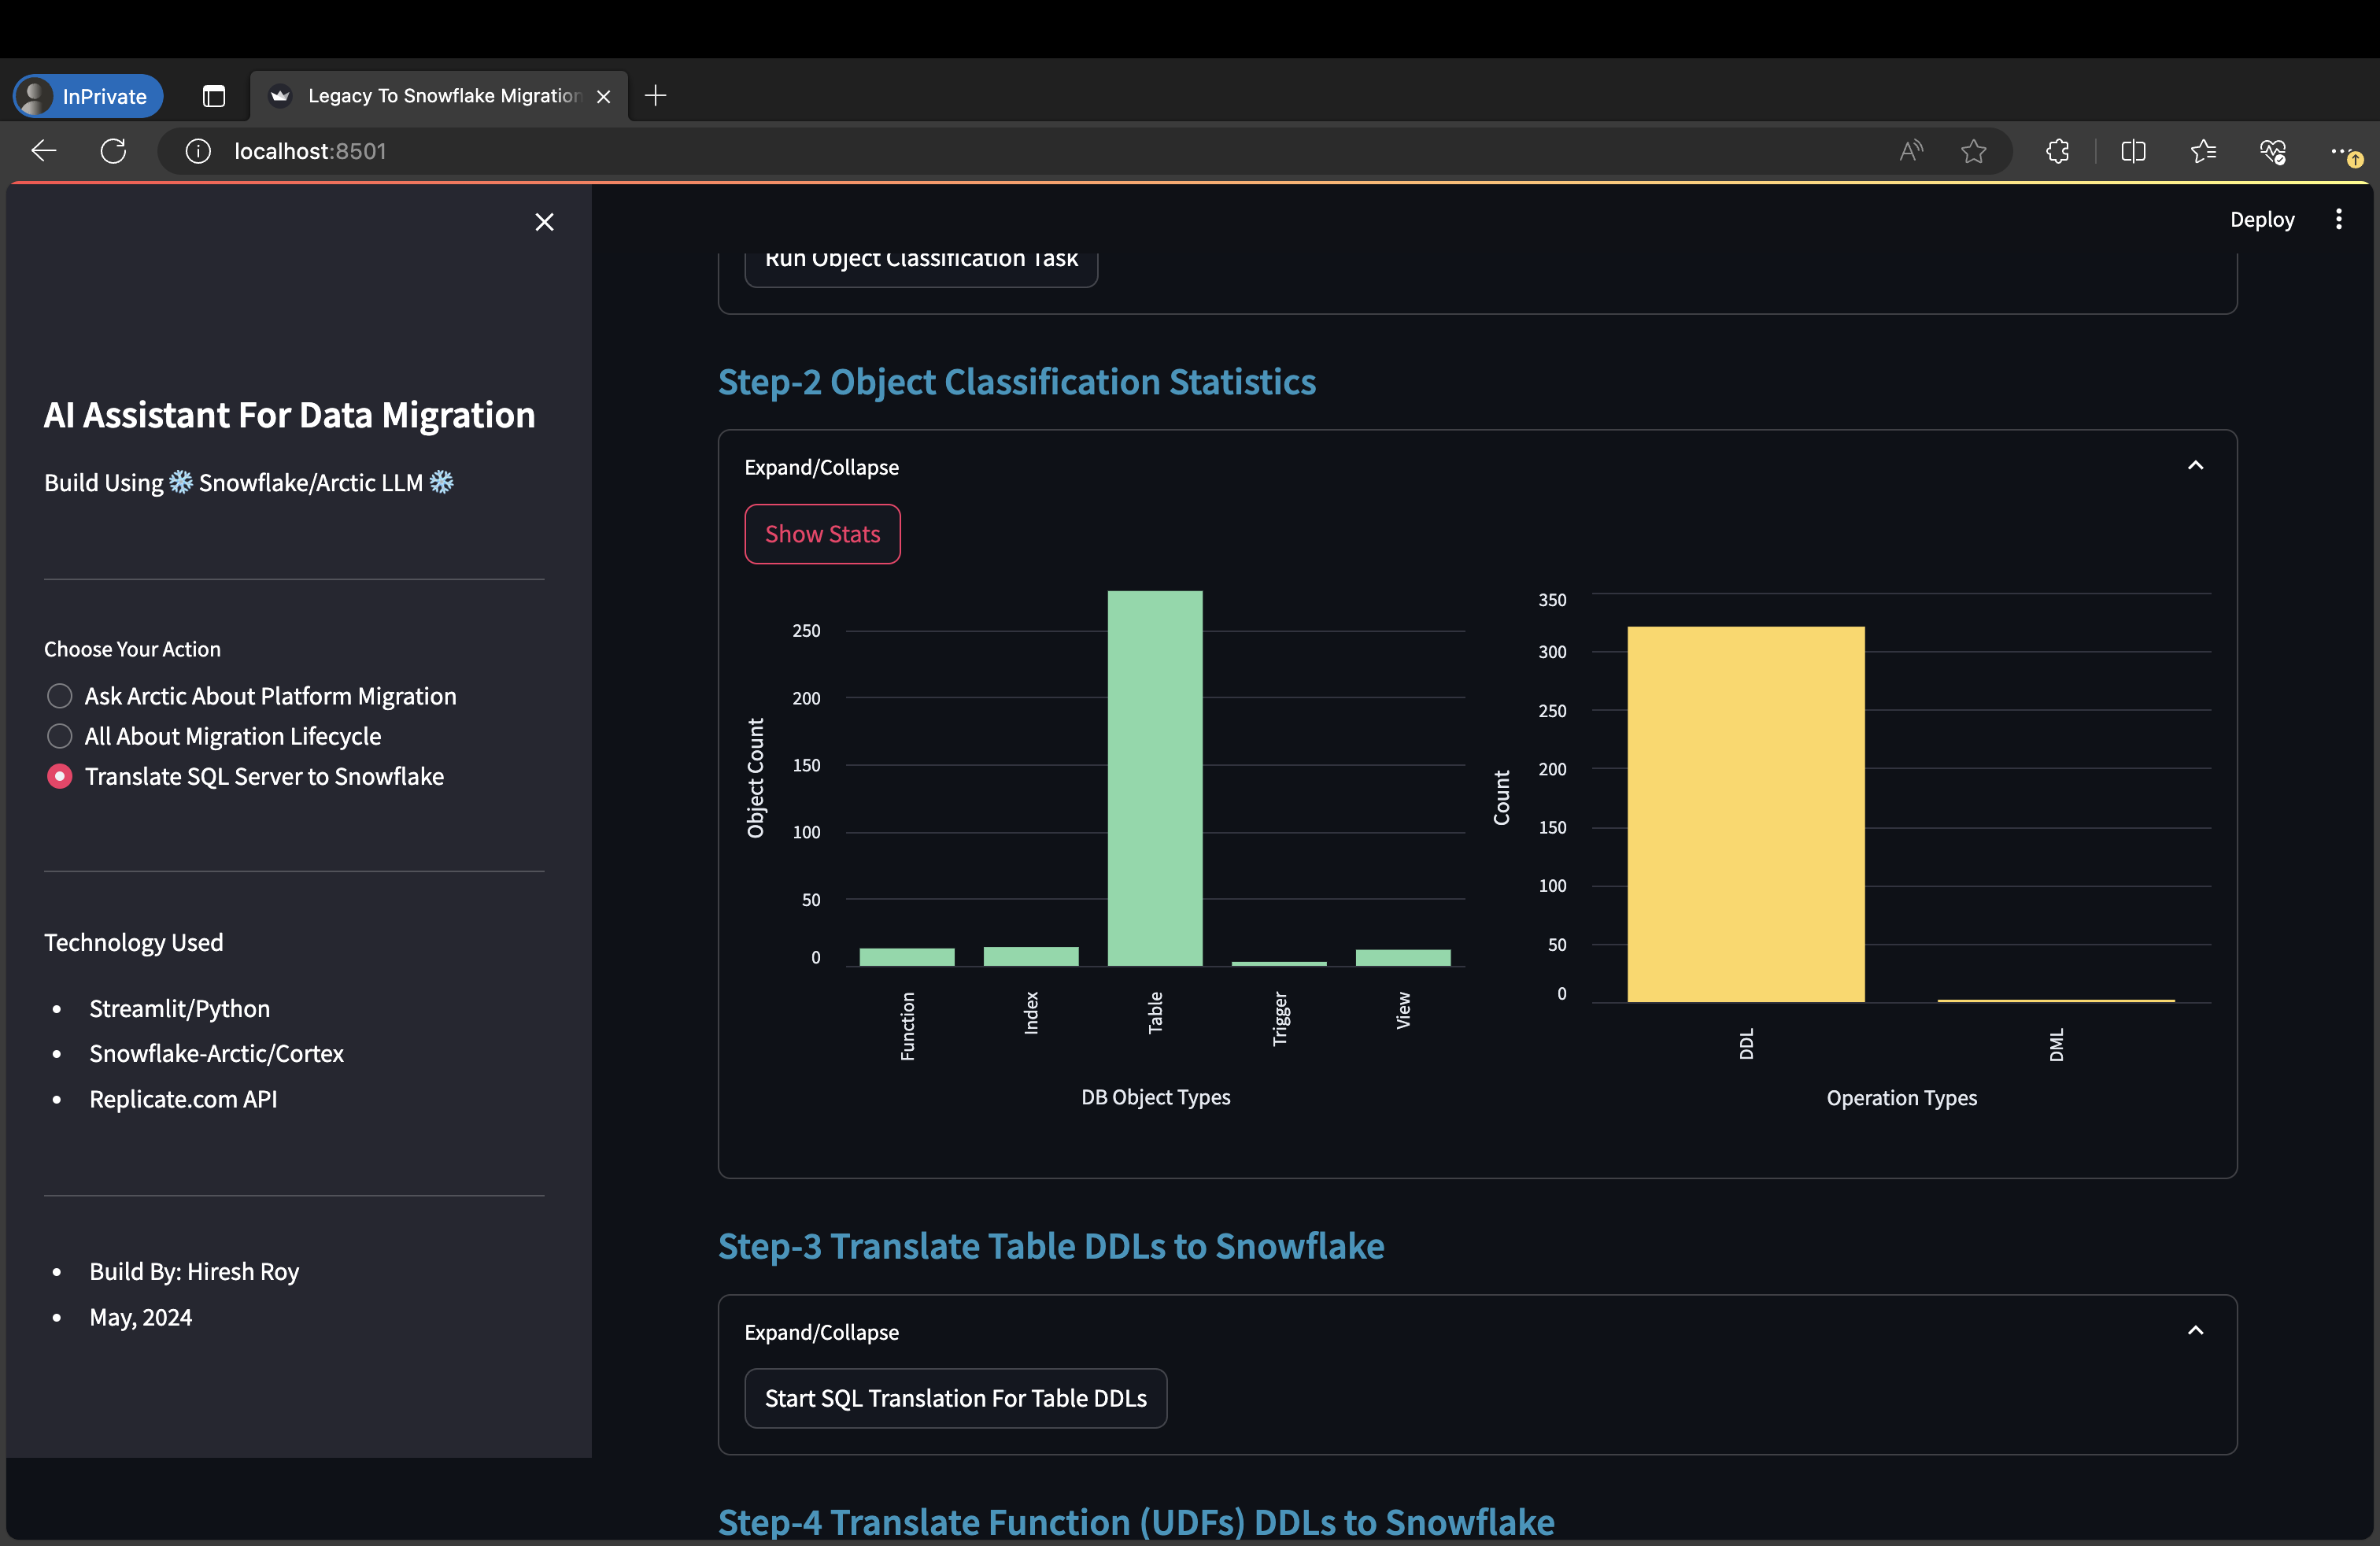 InPrivate
Legacy To Snowflake Migration
localhost:8501
Deploy
AI Assistant For Data Migration
Build Using ❄️ Snowflake/Arctic LLM ❄️
Choose Your Action
Ask Arctic About Platform Migration
All About Migration Lifecycle
Translate SQL Server to Snowflake
Technology Used
• Streamlit/Python
• Snowflake-Arctic/Cortex
• Replicate.com API
• Build By: Hiresh Roy
• May, 2024
Run Object Classification Task
Step-2 Object Classification Statistics
Expand/Collapse
Show Stats
Object Count
250
200
150
100
50
0
Function
Index
Table
Trigger
View
DB Object Types
Count
350
300
250
200
150
100
50
0
DDL
DML
Operation Types
Step-3 Translate Table DDLs to Snowflake
Expand/Collapse
Start SQL Translation For Table DDLs
Step-4 Translate Function (UDFs) DDLs to Snowflake